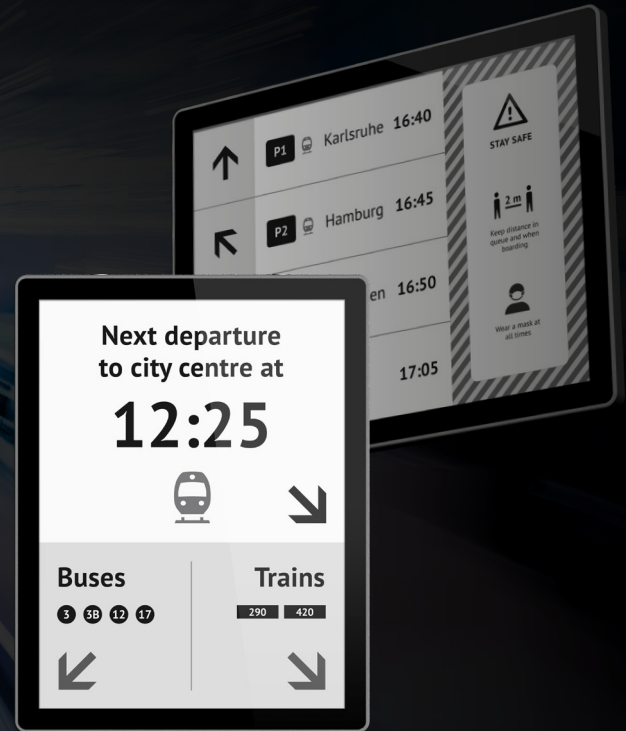 P1 Karlsruhe 16:40
P2 Hamburg 16:45
en 16:50
17:05
STAY SAFE
2 m
Keep distance in
queue and when
boarding
Wear a mask at
all times
Next departure
to city centre at
12:25
Buses
3 3B 12 17
Trains
290 420